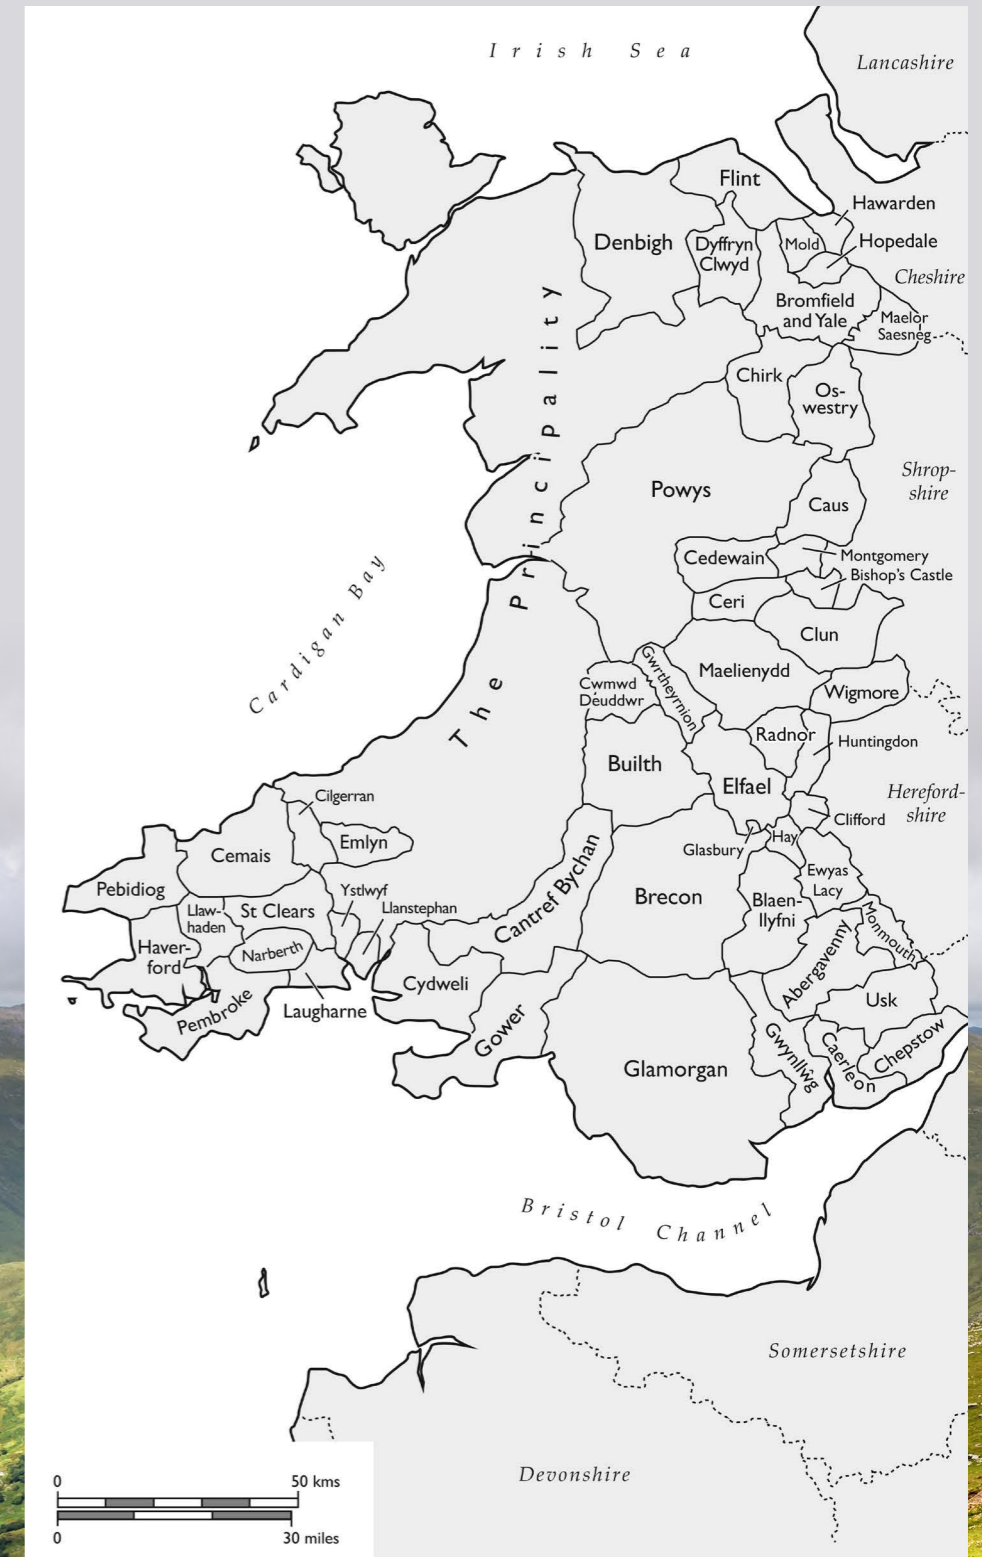 Irish Sea
Lancashire
Flint
Hawarden
Denbigh
Dyffryn
Clwyd
Mold
Hopedale
Cheshire
Bromfield
and Yale
Maelor
Saesneg
The Principality
Chirk
Os-
westry
Shrop-
shire
Powys
Caus
Cedewain
Montgomery
Bishop's Castle
Ceri
Clun
Cardigan Bay
Gwrtheyrnion
Maelienydd
Cwmwd
Deuddwr
Wigmore
Radnor
Huntingdon
Builth
Elfael
Hereford-
shire
Cilgerran
Clifford
Emlyn
Cemais
Glasbury
Hay
Pebidiog
Ystlwyf
Cantref Bychan
Brecon
Ewyas
Lacy
Blaen-
llyfni
Llaw-
haden
St Clears
Llanstephan
Monmouth
Haver-
ford
Narberth
Abergavenny
Cydweli
Usk
Pembroke
Laugharne
Gower
Glamorgan
Gwynllwg
Caerleon
Chepstow
Bristol Channel
Somersetshire
Devonshire
0 50 kms
0 30 miles